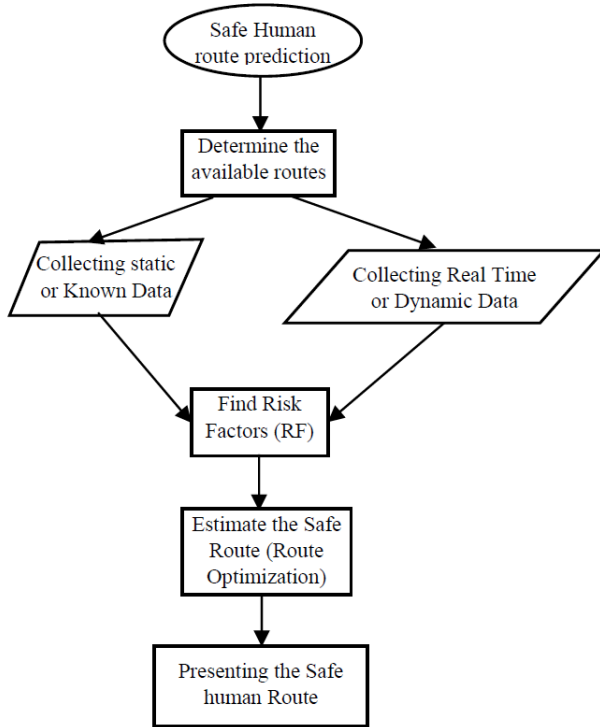 Safe Human
route prediction
Determine the
available routes
Collecting static
or Known Data
Collecting Real Time
or Dynamic Data
Find Risk
Factors (RF)
Estimate the Safe
Route (Route
Optimization)
Presenting the Safe
human Route